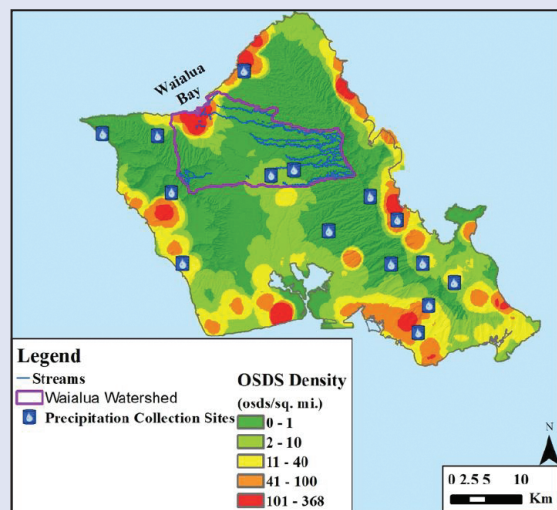 Waialua
Bay
Legend
Streams
Waialua Watershed
Precipitation Collection Sites
OSDS Density
(osds/sq. mi.)
0 - 1
2 - 10
11 - 40
41 - 100
101 - 368
N
0 2.5 5 10
Km